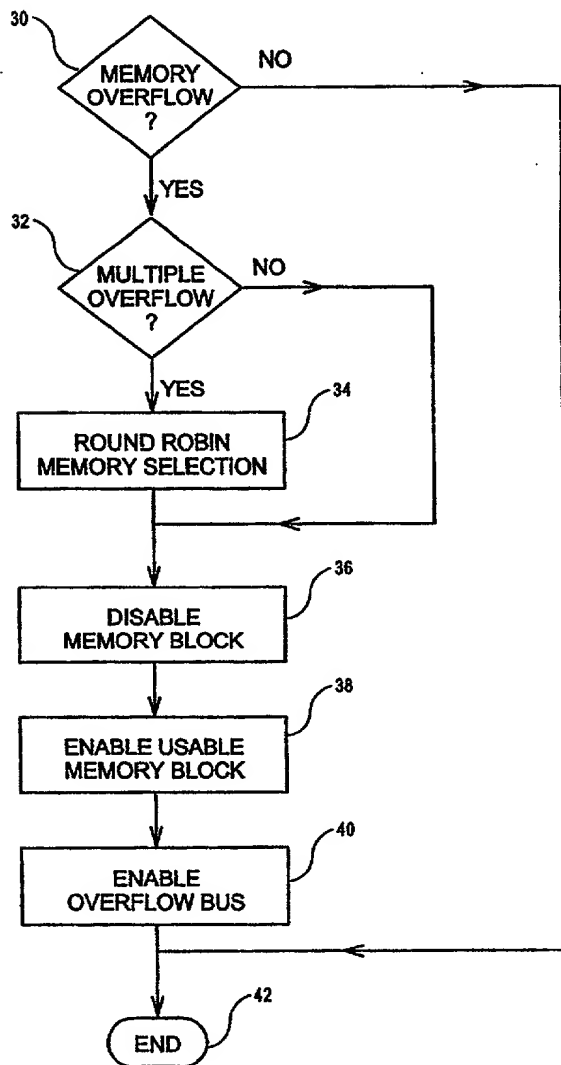 30
MEMORY
OVERFLOW
?
NO
YES
32
MULTIPLE
OVERFLOW
?
NO
YES
34
ROUND ROBIN
MEMORY SELECTION
36
DISABLE
MEMORY BLOCK
38
ENABLE USABLE
MEMORY BLOCK
40
ENABLE
OVERFLOW BUS
42
END